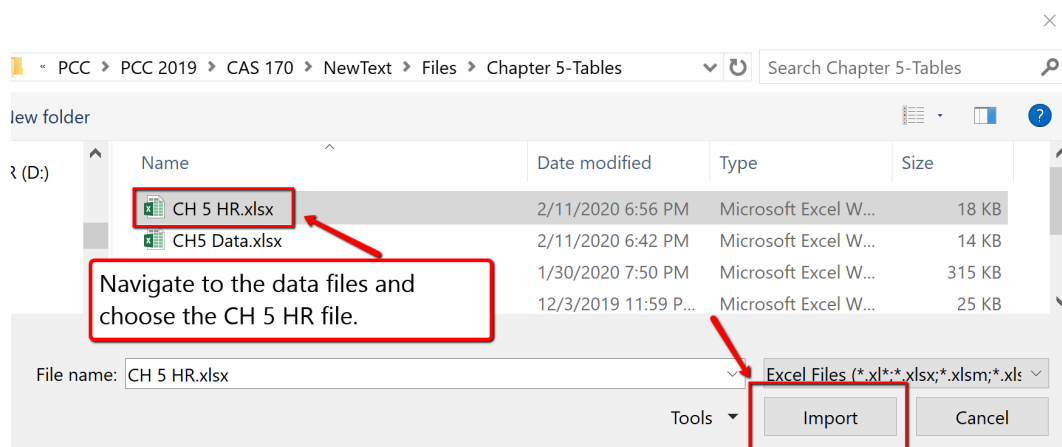 « PCC > PCC 2019 > CAS 170 > NewText > Files > Chapter 5-Tables
Search Chapter 5-Tables
New folder
R (D:)
Name Date modified Type Size
CH 5 HR.xlsx 2/11/2020 6:56 PM Microsoft Excel W... 18 KB
CH5 Data.xlsx 2/11/2020 6:42 PM Microsoft Excel W... 14 KB
1/30/2020 7:50 PM Microsoft Excel W... 315 KB
12/3/2019 11:59 P... Microsoft Excel W... 25 KB
Navigate to the data files and
choose the CH 5 HR file.
File name: CH 5 HR.xlsx Excel Files (*.xl*;*.xlsx;*.xlsm;*.xls
Tools Import Cancel